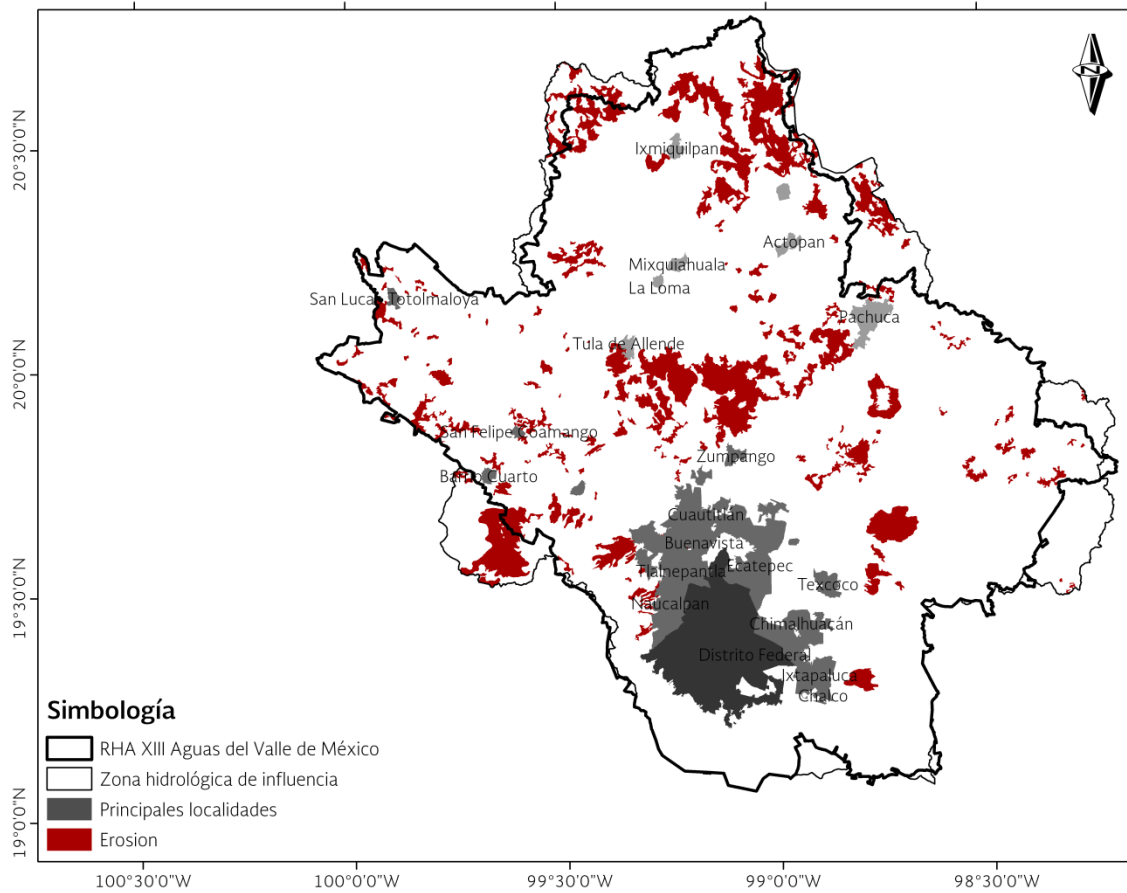 N
20°30'0"N
20°0'0"N
19°30'0"N
19°0'0"N
Ixmiquilpan
Actopan
Mixquiahuala
La Loma
San Lucas Totolmaloya
Pachuca
Tula de Allende
San Felipe Coamango
Zumpango
Barrio Cuarto
Cuautitlán
Buenavista
Ecatepec
Tlalnepantla
Texcoco
Naucalpan
Chimalhuacán
Distrito Federal
Ixtapaluca
Chalco
Simbología
RHA XIII Aguas del Valle de México
Zona hidrológica de influencia
Principales localidades
Erosion
100°30'0"W
100°0'0"W
99°30'0"W
99°0'0"W
98°30'0"W